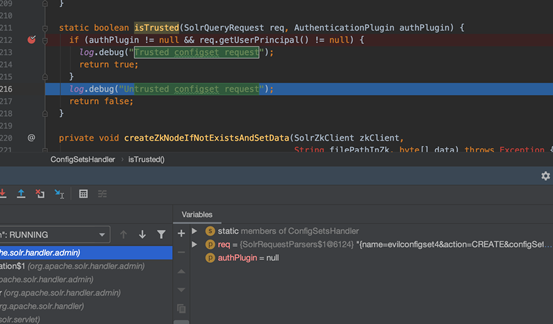 209 }
210
211 static boolean isTrusted(SolrQueryRequest req, AuthenticationPlugin authPlugin) {
212 if (authPlugin != null && req.getUserPrincipal() != null) {
213 log.debug("Trusted configset request");
214 return true;
215 }
216 log.debug("Untrusted configset request");
217 return false;
218 }
219
220 @ private void createZkNodeIfNotExistsAndSetData(SolrZkClient zkClient,
String filePathInZk, byte[] data) throws Exception {
ConfigSetsHandler isTrusted()
n": RUNNING
Variables
he.solr.handler.admin)
static members of ConfigSetsHandler
ation$1 (org.apache.solr.handler.admin)
req = {SolrRequestParsers$1@6124} "{name=evilconfigset4&action=CREATE&configSet
.apache.solr.handler.admin)
authPlugin = null
r (org.apache.solr.handler.admin)
.apache.solr.handler)
.solr.servlet)